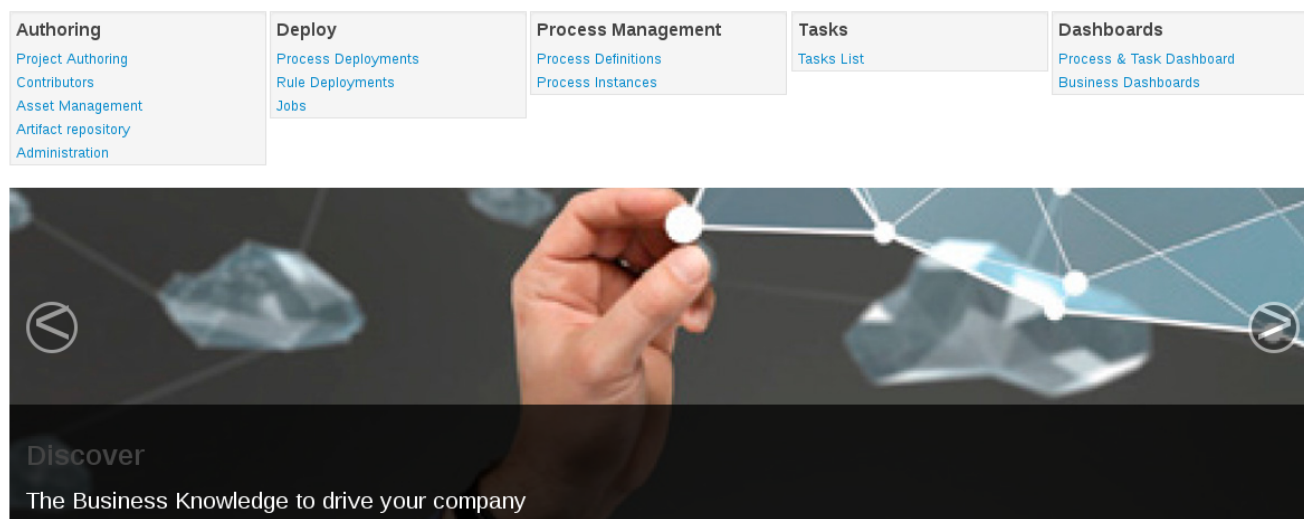 Authoring
Project Authoring
Contributors
Asset Management
Artifact repository
Administration
Deploy
Process Deployments
Rule Deployments
Jobs
Process Management
Process Definitions
Process Instances
Tasks
Tasks List
Dashboards
Process & Task Dashboard
Business Dashboards
<
>
Discover
The Business Knowledge to drive your company